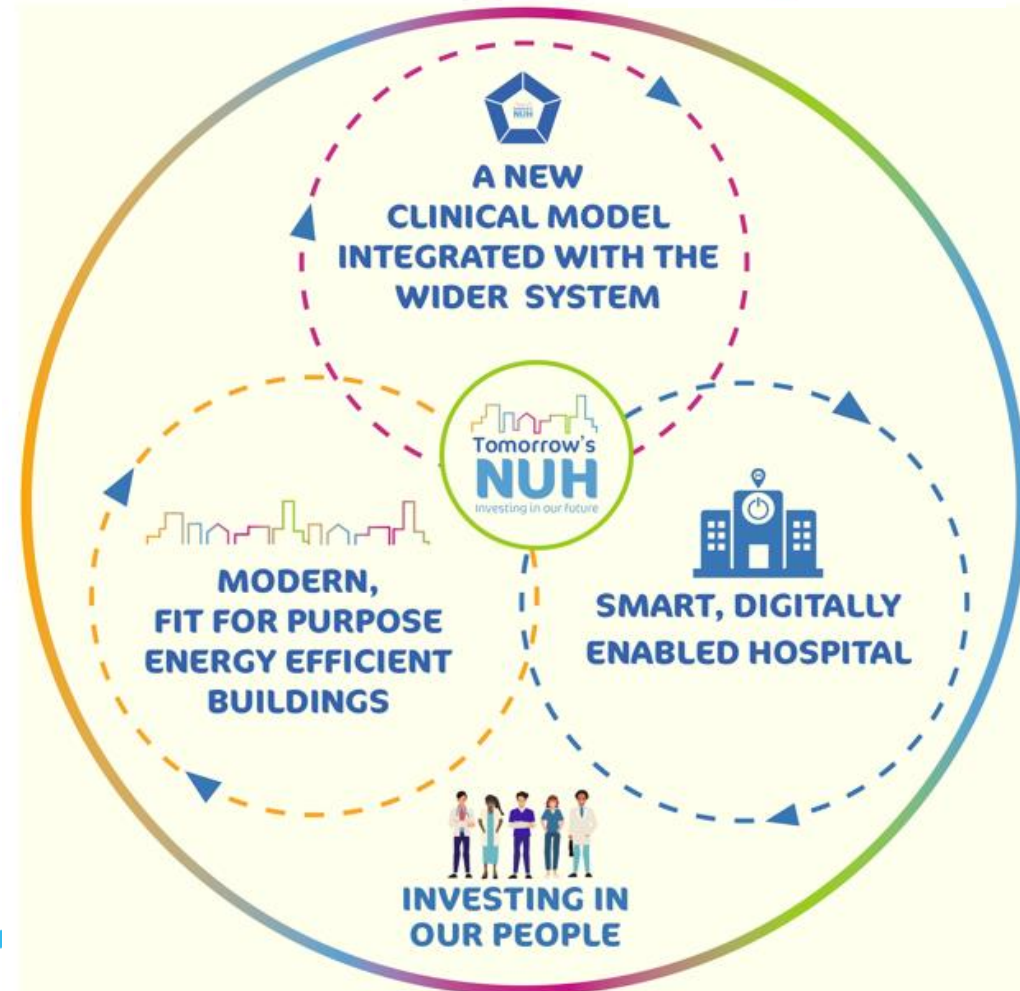 A NEW
CLINICAL MODEL
INTEGRATED WITH THE
WIDER SYSTEM
Tomorrow's
NUH
Investing in our future
MODERN,
FIT FOR PURPOSE
ENERGY EFFICIENT
BUILDINGS
SMART, DIGITALLY
ENABLED HOSPITAL
INVESTING IN
OUR PEOPLE